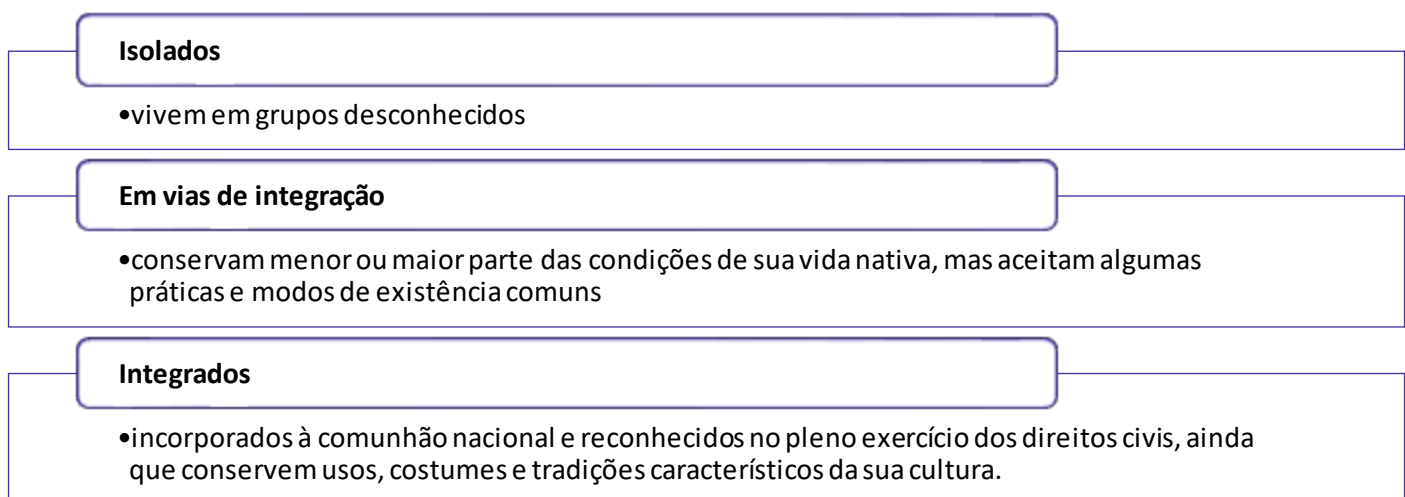 Isolados
•vivem em grupos desconhecidos
Em vias de integração
•conservam menor ou maior parte das condições de sua vida nativa, mas aceitam algumas
práticas e modos de existência comuns
Integrados
•incorporados à comunhão nacional e reconhecidos no pleno exercício dos direitos civis, ainda
que conservem usos, costumes e tradições característicos da sua cultura.